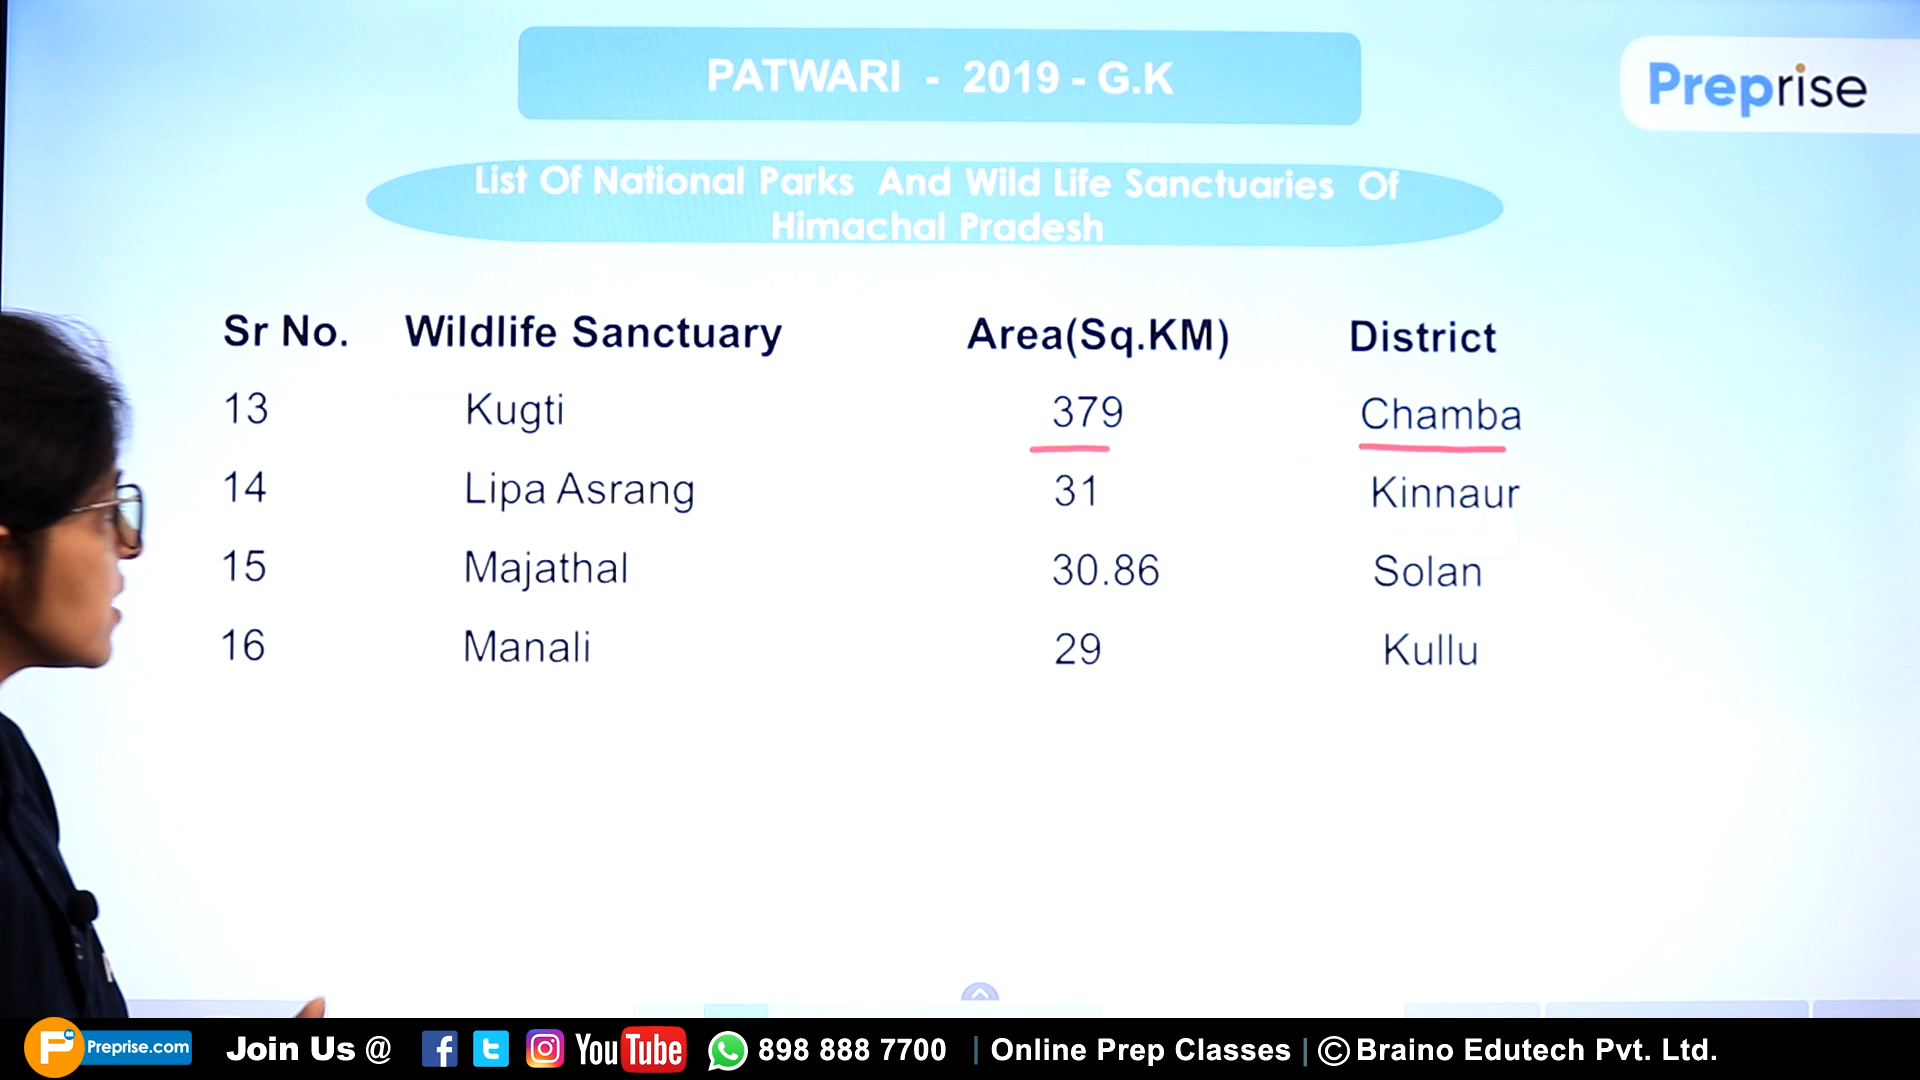 PATWARI - 2019 - G.K
Preprise
List Of National Parks And Wild Life Sanctuaries Of
Himachal Pradesh
Sr No. Wildlife Sanctuary Area(Sq.KM) District
13 Kugti 379 Chamba
14 Lipa Asrang 31 Kinnaur
15 Majathal 30.86 Solan
16 Manali 29 Kullu
Preprise.com Join Us @ YouTube 898 888 7700 | Online Prep Classes | © Braino Edutech Pvt. Ltd.